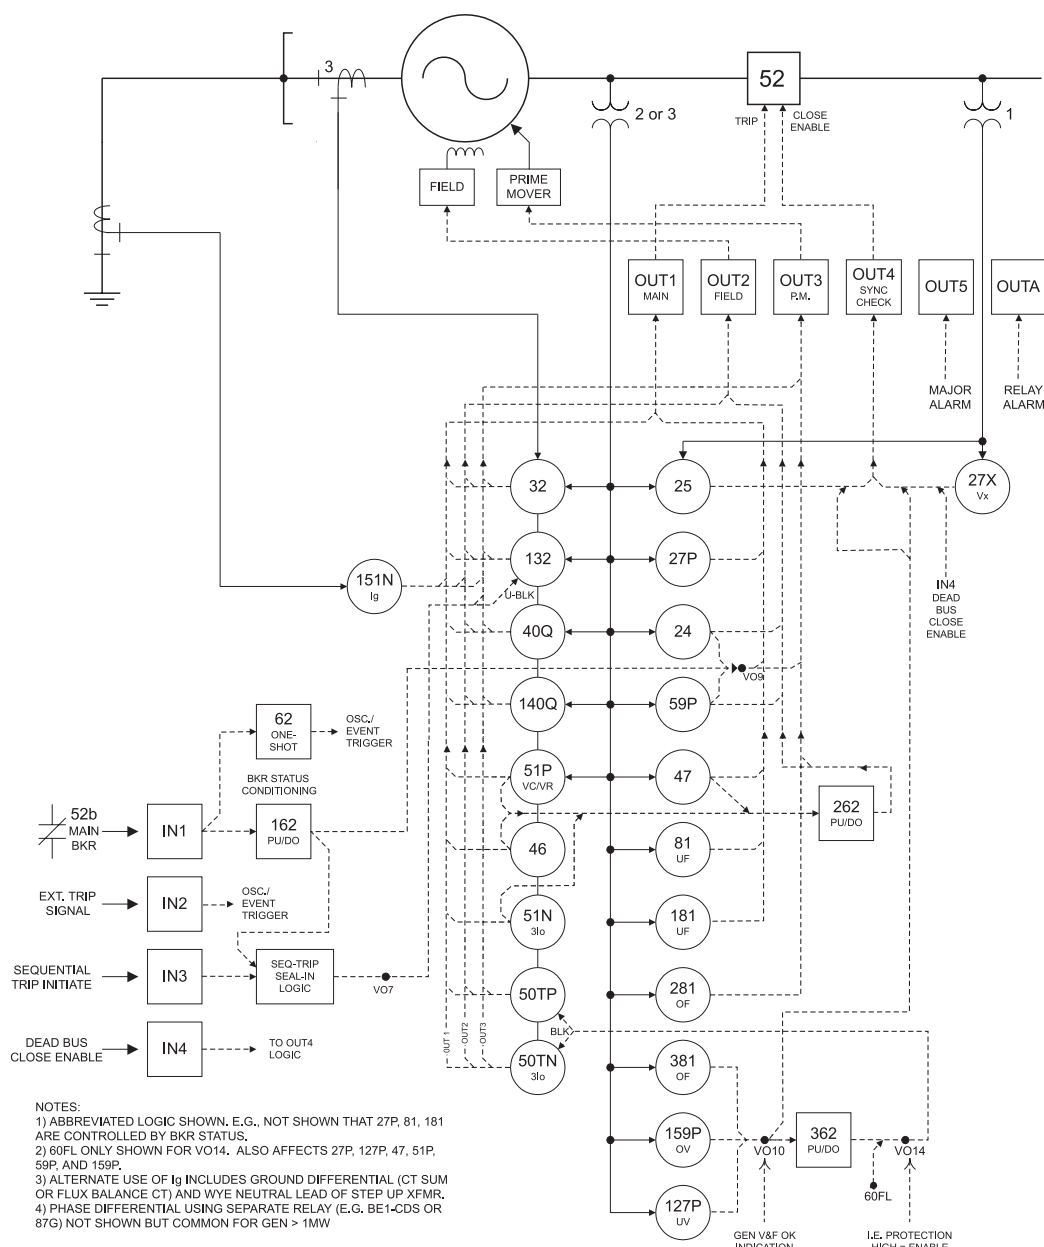 3
2 or 3
52
1
TRIP
CLOSE
ENABLE
FIELD
PRIME
MOVER
OUT1
MAIN
OUT2
FIELD
OUT3
P.M.
OUT4
SYNC
CHECK
OUT5
OUTA
MAJOR
ALARM
RELAY
ALARM
32
25
27X
Vx
132
27P
151N
Ig
U-BLK
IN4
DEAD
BUS
CLOSE
ENABLE
40Q
24
VO9
140Q
59P
62
ONE-
SHOT
OSC./
EVENT
TRIGGER
51P
VC/VR
47
BKR STATUS
CONDITIONING
262
PU/DO
52b
MAIN
BKR
IN1
162
PU/DO
46
81
UF
EXT. TRIP
SIGNAL
IN2
OSC./
EVENT
TRIGGER
51N
3Io
181
UF
SEQUENTIAL
TRIP INITIATE
IN3
SEQ-TRIP
SEAL-IN
LOGIC
VO7
50TP
281
OF
OUT 1
OUT2
OUT3
BLK
DEAD BUS
CLOSE ENABLE
IN4
TO OUT4
LOGIC
50TN
3Io
381
OF
NOTES:
1) ABBREVIATED LOGIC SHOWN. E.G., NOT SHOWN THAT 27P, 81, 181
ARE CONTROLLED BY BKR STATUS.
2) 60FL ONLY SHOWN FOR VO14.  ALSO AFFECTS 27P, 127P, 47, 51P,
59P, AND 159P.
3) ALTERNATE USE OF Ig INCLUDES GROUND DIFFERENTIAL (CT SUM
OR FLUX BALANCE CT) AND WYE NEUTRAL LEAD OF STEP UP XFMR.
4) PHASE DIFFERENTIAL USING SEPARATE RELAY (E.G. BE1-CDS OR
87G) NOT SHOWN BUT COMMON FOR GEN > 1MW
159P
OV
VO10
362
PU/DO
VO14
60FL
127P
UV
GEN V&F OK
INDICATION
I.E. PROTECTION
HIGH = ENABLE